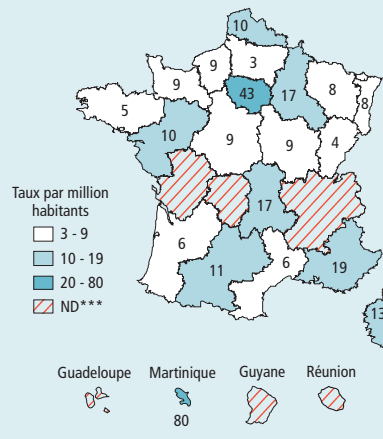 10
3
9
9
43
17
8
8
5
10
9
9
4
Taux par million
habitants
3 - 9
10 - 19
20 - 80
ND***
17
6
11
6
19
13
Guadeloupe Martinique Guyane Réunion
80